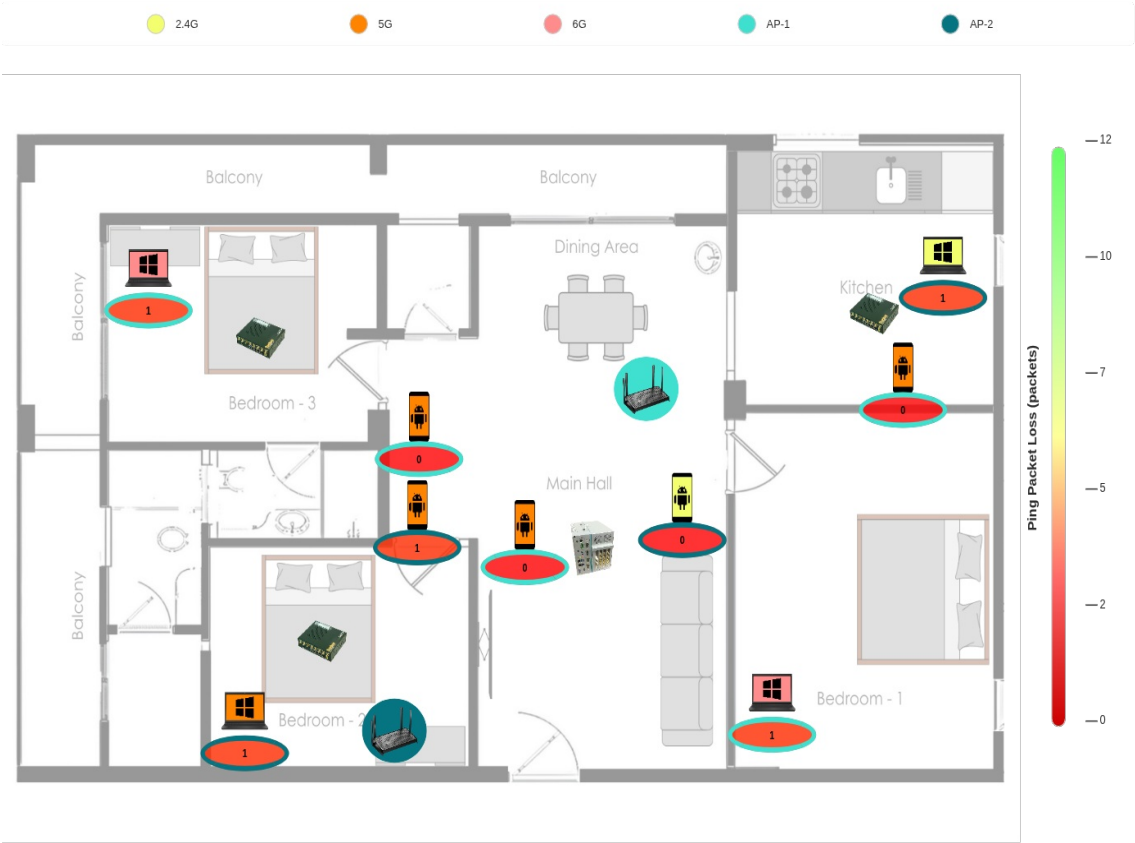 2.4G 5G 6G AP-1 AP-2
Balcony Balcony
Dining Area
Kitchen
1
1
Balcony
Bedroom - 3
0
0
Main Hall
1
0
0
Balcony
Bedroom - 1
Bedroom - 2
1
1
12
10
7
5
2
0
Ping Packet Loss (packets)